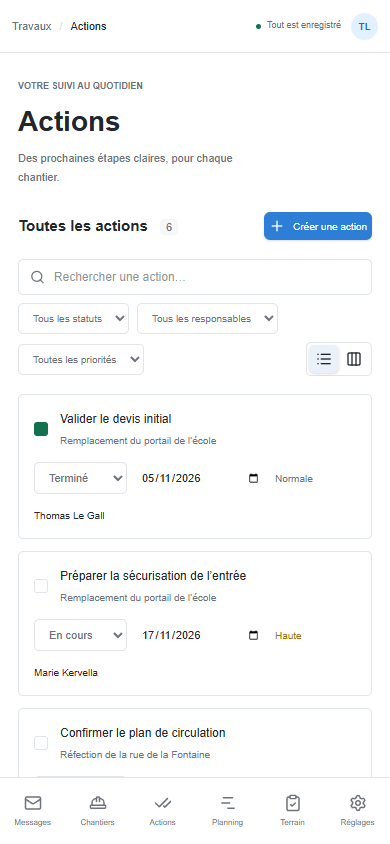 Travaux / Actions
Tout est enregistré
TL
VOTRE SUIVI AU QUOTIDIEN
Actions
Des prochaines étapes claires, pour chaque
chantier.
Toutes les actions 6
Créer une action
Rechercher une action...
Tous les statuts
Tous les responsables
Toutes les priorités
Valider le devis initial
Remplacement du portail de l'école
Terminé
05/11/2026
Normale
Thomas Le Gall
Préparer la sécurisation de l'entrée
Remplacement du portail de l'école
En cours
17/11/2026
Haute
Marie Kervella
Confirmer le plan de circulation
Réfection de la rue de la Fontaine
Messages
Chantiers
Actions
Planning
Terrain
Réglages